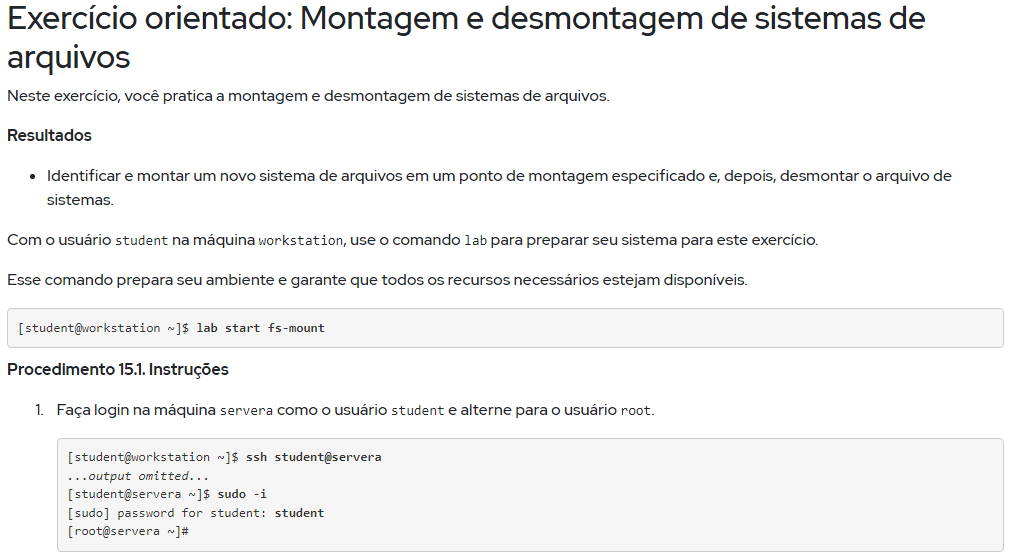 Exercício orientado: Montagem e desmontagem de sistemas de
arquivos
Neste exercício, você pratica a montagem e desmontagem de sistemas de arquivos.
Resultados
• Identificar e montar um novo sistema de arquivos em um ponto de montagem especificado e, depois, desmontar o arquivo de
sistemas.
Com o usuário student na máquina workstation, use o comando lab para preparar seu sistema para este exercício.
Esse comando prepara seu ambiente e garante que todos os recursos necessários estejam disponíveis.
[student@workstation ~]$ lab start fs-mount
Procedimento 15.1. Instruções
1. Faça login na máquina servera como o usuário student e alterne para o usuário root.
[student@workstation ~]$ ssh student@servera
...output omitted...
[student@servera ~]$ sudo -i
[sudo] password for student: student
[root@servera ~]#